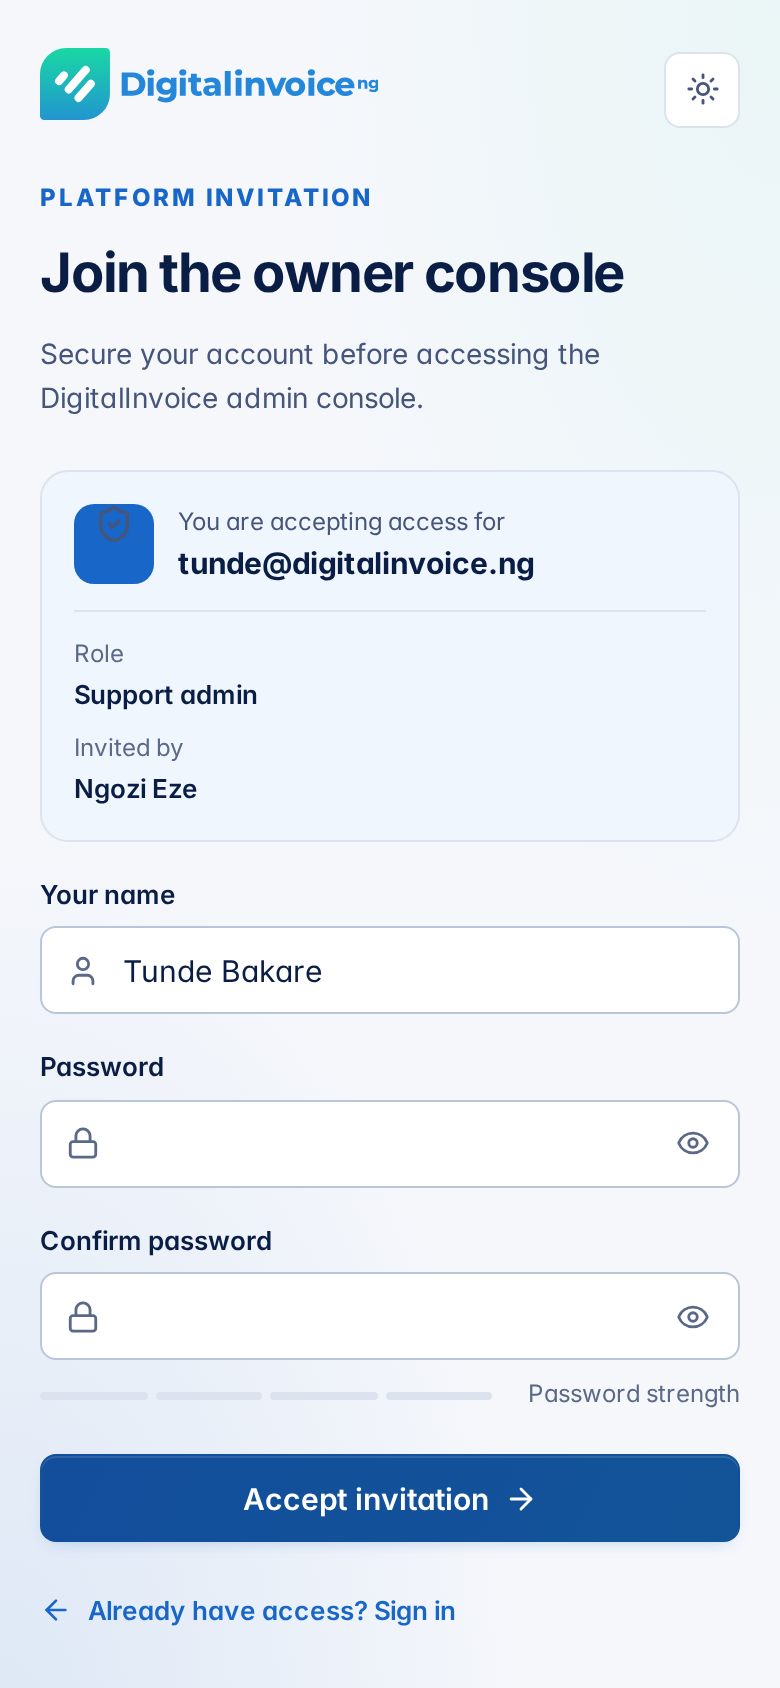 Digitalinvoice ng
PLATFORM INVITATION
Join the owner console
Secure your account before accessing the
DigitalInvoice admin console.
You are accepting access for
tunde@digitalinvoice.ng
Role
Support admin
Invited by
Ngozi Eze
Your name
Tunde Bakare
Password
Confirm password
Password strength
Accept invitation
Already have access? Sign in